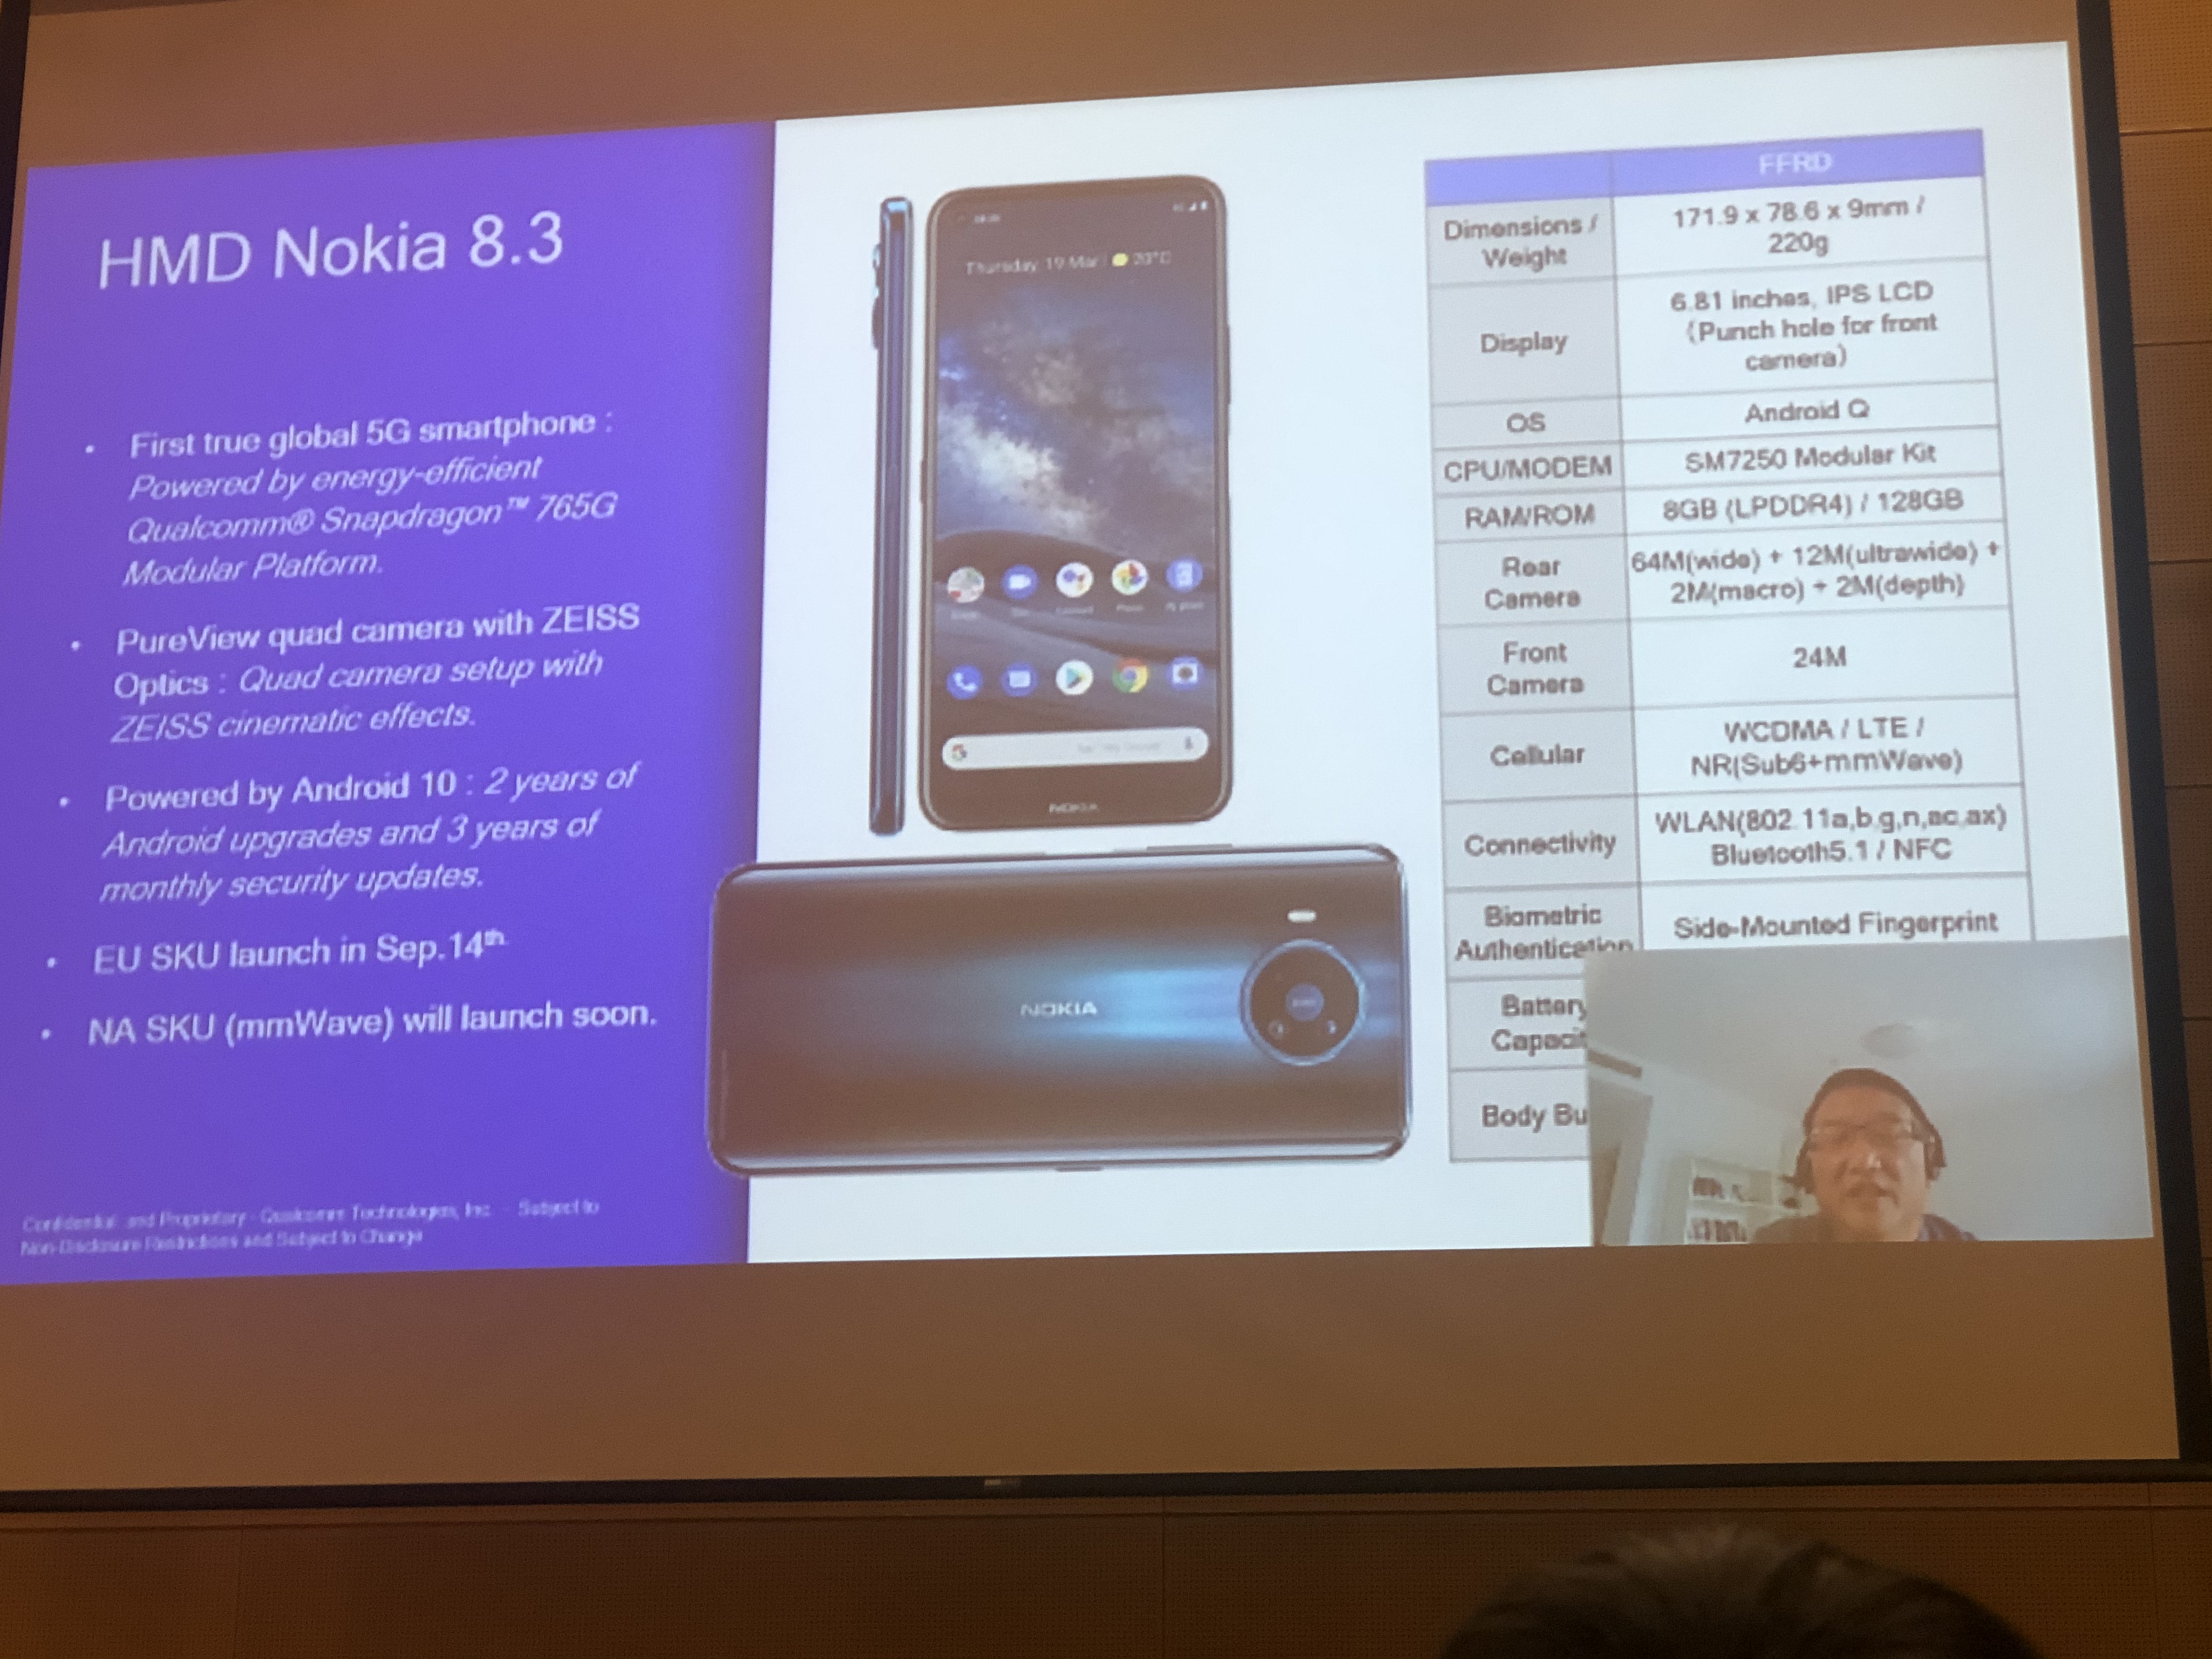 HMD Nokia 8.3
• First true global 5G smartphone :
Powered by energy-efficient
Qualcomm® Snapdragon™ 765G
Modular Platform.
• PureView quad camera with ZEISS
Optics : Quad camera setup with
ZEISS cinematic effects.
• Powered by Android 10 : 2 years of
Android upgrades and 3 years of
monthly security updates.
• EU SKU launch in Sep.14th
• NA SKU (mmWave) will launch soon.
Confidential and Proprietary - Qualcomm Technologies, Inc. - Subject to
Non-Disclosure Restrictions and Subject to Change
Thursday, 19 Mar 20°C
NOKIA
NOKIA
FFRD
Dimensions /
Weight
171.9 x 78.6 x 9mm /
220g
Display
6.81 inches, IPS LCD
(Punch hole for front
camera)
OS
Android Q
CPU/MODEM
SM7250 Modular Kit
RAM/ROM
8GB (LPDDR4) / 128GB
Rear
Camera
64M(wide) + 12M(ultrawide) +
2M(macro) + 2M(depth)
Front
Camera
24M
Cellular
WCDMA / LTE /
NR(Sub6+mmWave)
Connectivity
WLAN(802.11a,b,g,n,ac,ax)
Bluetooth5.1 / NFC
Biometric
Authentication
Side-Mounted Fingerprint
Battery
Capacit
Body Bu